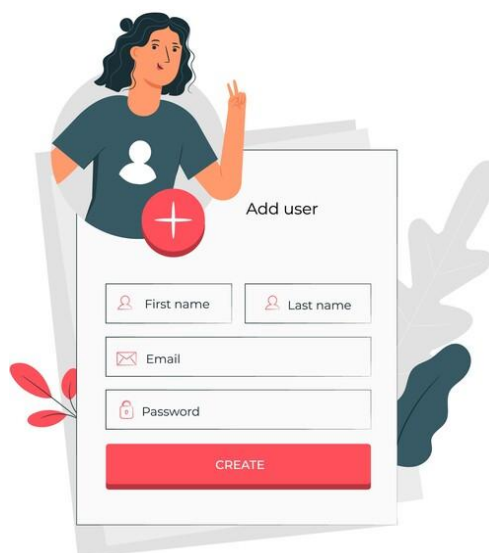 Add user
First name Last name
Email
Password
CREATE